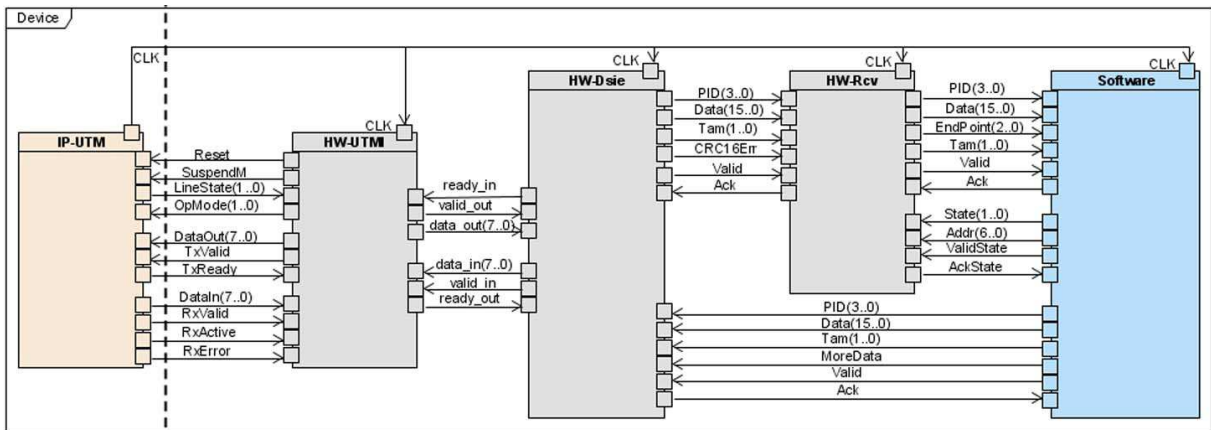 Device
CLK
CLK
CLK
CLK
CLK
IP-UTM
HW-UTMI
HW-Dsie
HW-Rcv
Software
Reset
SuspendM
LineState(1..0)
OpMode(1..0)
DataOut(7..0)
TxValid
TxReady
DataIn(7..0)
RxValid
RxActive
RxError
ready_in
valid_out
data_out(7..0)
data_in(7..0)
valid_in
ready_out
PID(3..0)
Data(15..0)
Tam(1..0)
CRC16Err
Valid
Ack
PID(3..0)
Data(15..0)
EndPoint(2..0)
Tam(1..0)
Valid
Ack
State(1..0)
Addr(6..0)
ValidState
AckState
PID(3..0)
Data(15..0)
Tam(1..0)
MoreData
Valid
Ack